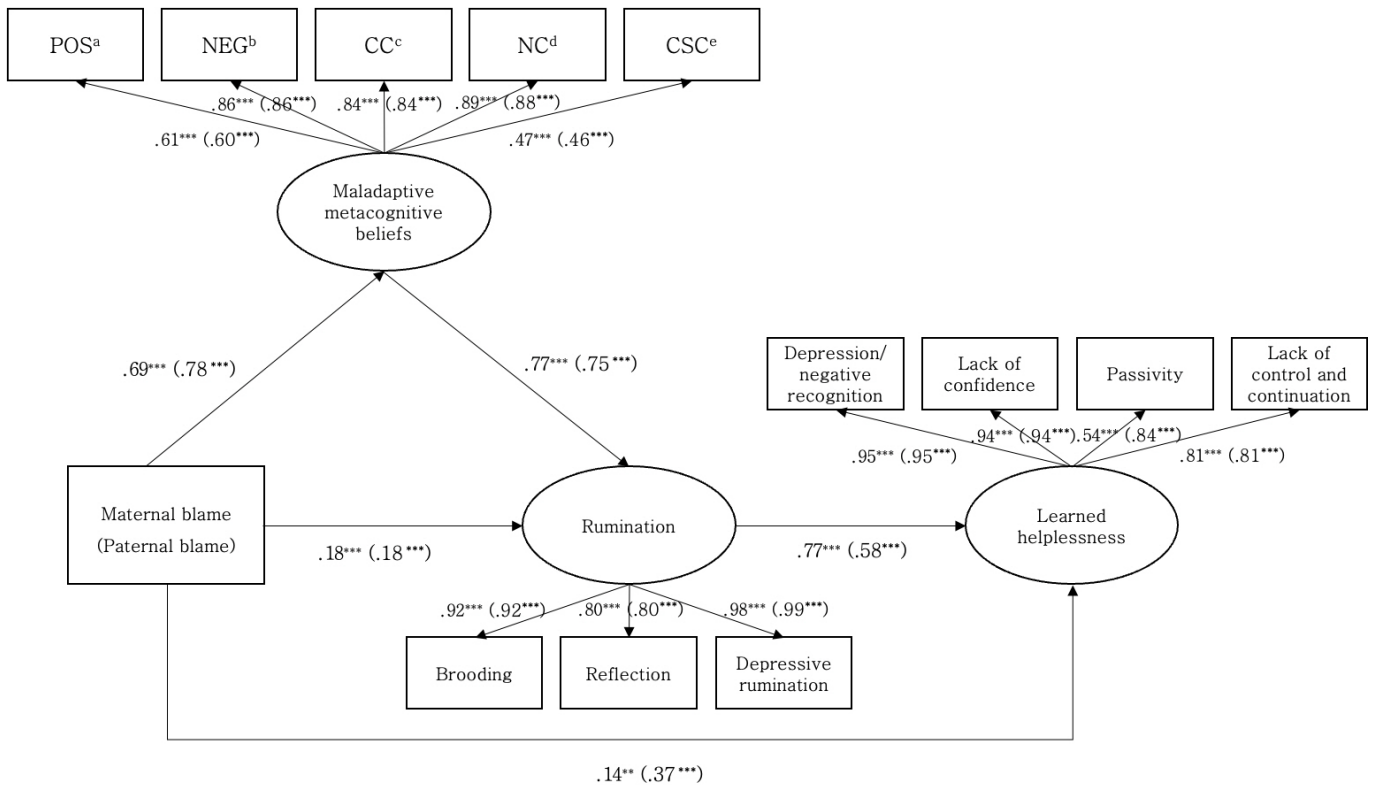 POSᵃ
NEGᵇ
CCᶜ
NCᵈ
CSCᵉ
.86*** (.86***)
.84*** (.84***)
.89*** (.88***)
.61*** (.60***)
.47*** (.46***)
Maladaptive
metacognitive
beliefs
.69*** (.78***)
.77*** (.75***)
Depression/
negative
recognition
Lack of
confidence
Passivity
Lack of
control and
continuation
.94*** (.94***)
.54*** (.84***)
.95*** (.95***)
.81*** (.81***)
Maternal blame
(Paternal blame)
Rumination
Learned
helplessness
.18*** (.18***)
.77*** (.58***)
.92*** (.92***)
.80*** (.80***)
.98*** (.99***)
Brooding
Reflection
Depressive
rumination
.14** (.37***)